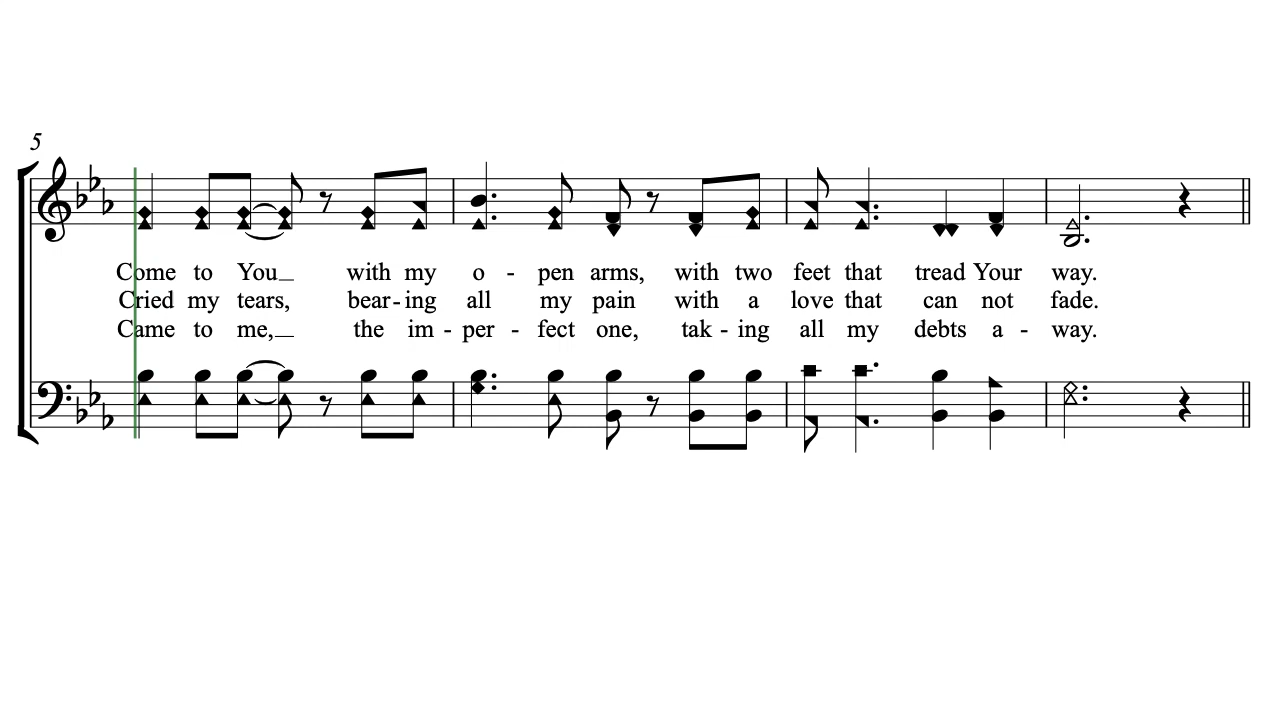 5
Come to You_ with my o - pen arms, with two feet that tread Your way.
Cried my tears, bear - ing all my pain with a love that can not fade.
Came to me,_ the im - per - fect one, tak - ing all my debts a - way.